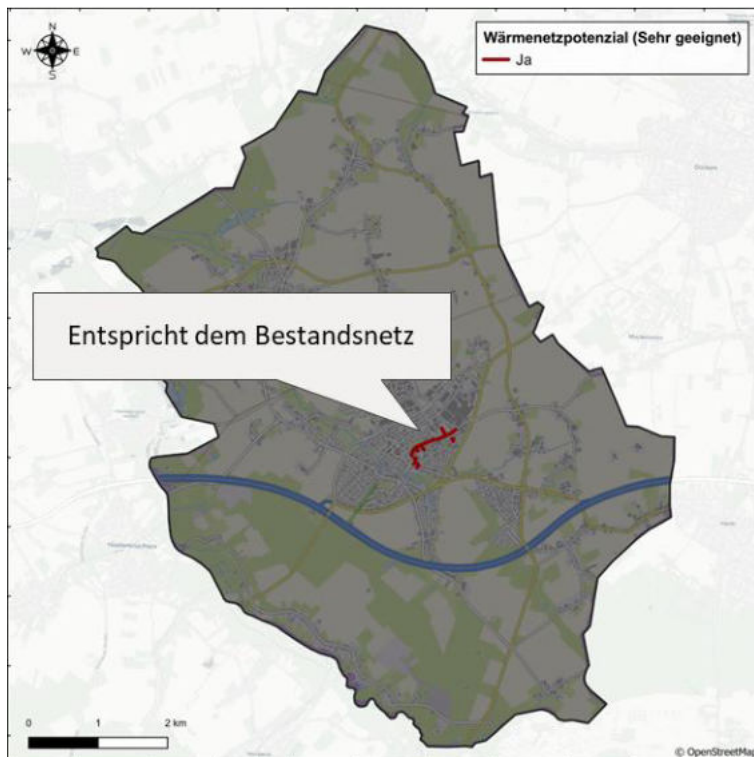 N
W E
S
Wärmenetzpotenzial (Sehr geeignet)
Ja
Entspricht dem Bestandsnetz
0 1 2 km
© OpenStreetMap